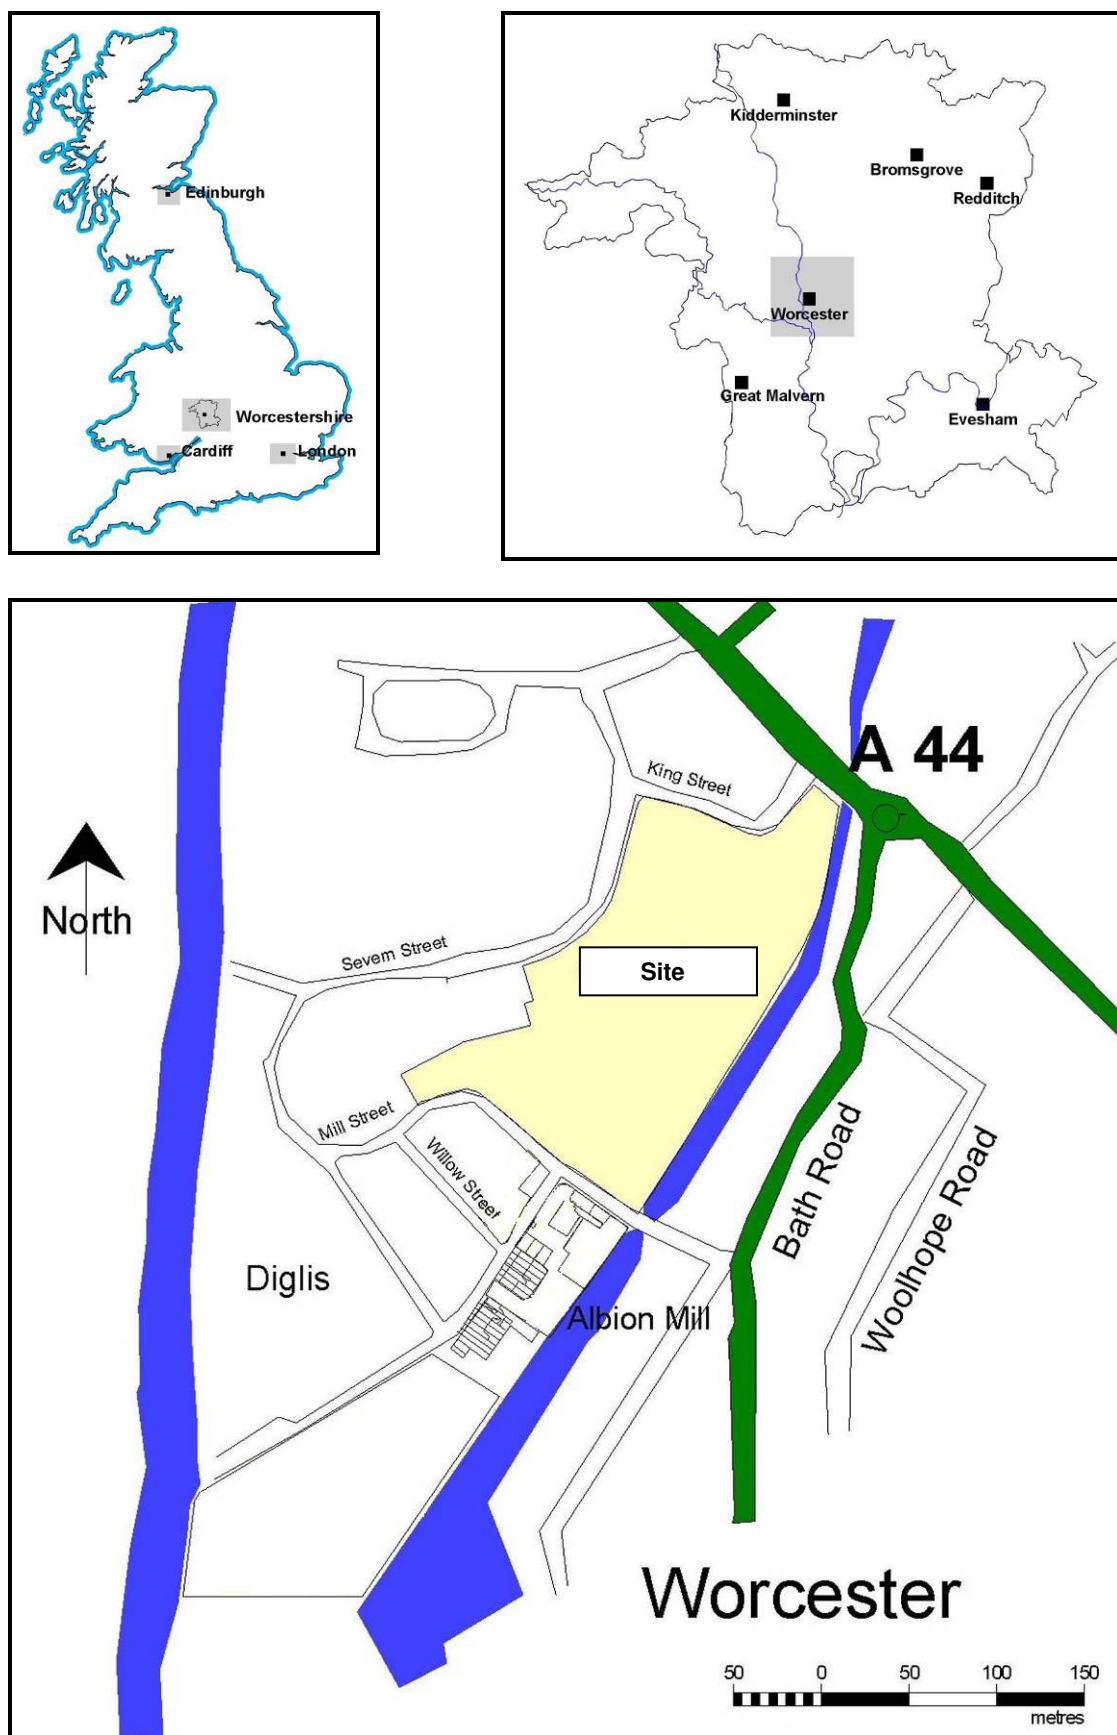 Edinburgh
Worcestershire
Cardiff
London
Kidderminster
Bromsgrove
Redditch
Worcester
Great Malvern
Evesham
A 44
King Street
North
Severn Street
Site
Mill Street
Willow Street
Bath Road
Woolhope Road
Diglis
Albion Mill
Worcester
50 0 50 100 150
metres